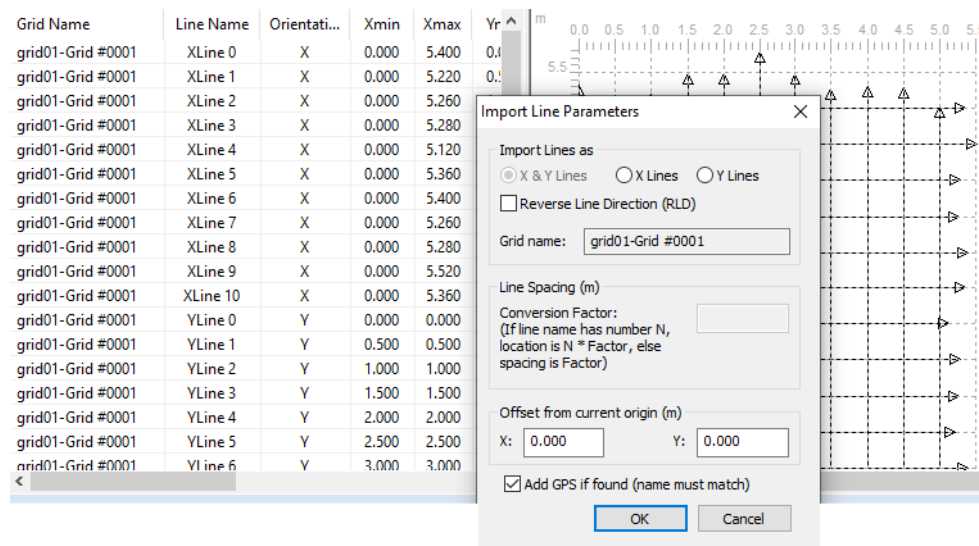 Grid Name Line Name Orientati... Xmin Xmax
grid01-Grid #0001 XLine 0 X 0.000 5.400
grid01-Grid #0001 XLine 1 X 0.000 5.220
grid01-Grid #0001 XLine 2 X 0.000 5.260
grid01-Grid #0001 XLine 3 X 0.000 5.280
grid01-Grid #0001 XLine 4 X 0.000 5.120
grid01-Grid #0001 XLine 5 X 0.000 5.360
grid01-Grid #0001 XLine 6 X 0.000 5.400
grid01-Grid #0001 XLine 7 X 0.000 5.260
grid01-Grid #0001 XLine 8 X 0.000 5.280
grid01-Grid #0001 XLine 9 X 0.000 5.520
grid01-Grid #0001 XLine 10 X 0.000 5.360
grid01-Grid #0001 YLine 0 Y 0.000 0.000
grid01-Grid #0001 YLine 1 Y 0.500 0.500
grid01-Grid #0001 YLine 2 Y 1.000 1.000
grid01-Grid #0001 YLine 3 Y 1.500 1.500
grid01-Grid #0001 YLine 4 Y 2.000 2.000
grid01-Grid #0001 YLine 5 Y 2.500 2.500
grid01-Grid #0001 YLine 6 Y 3.000 3.000
m
0.0 0.5 1.0 1.5 2.0 2.5 3.0 3.5 4.0 4.5 5.0
5.5
Import Line Parameters
Import Lines as
X & Y Lines X Lines Y Lines
Reverse Line Direction (RLD)
Grid name: grid01-Grid #0001
Line Spacing (m)
Conversion Factor:
(If line name has number N,
location is N * Factor, else
spacing is Factor)
Offset from current origin (m)
X: 0.000 Y: 0.000
Add GPS if found (name must match)
OK Cancel